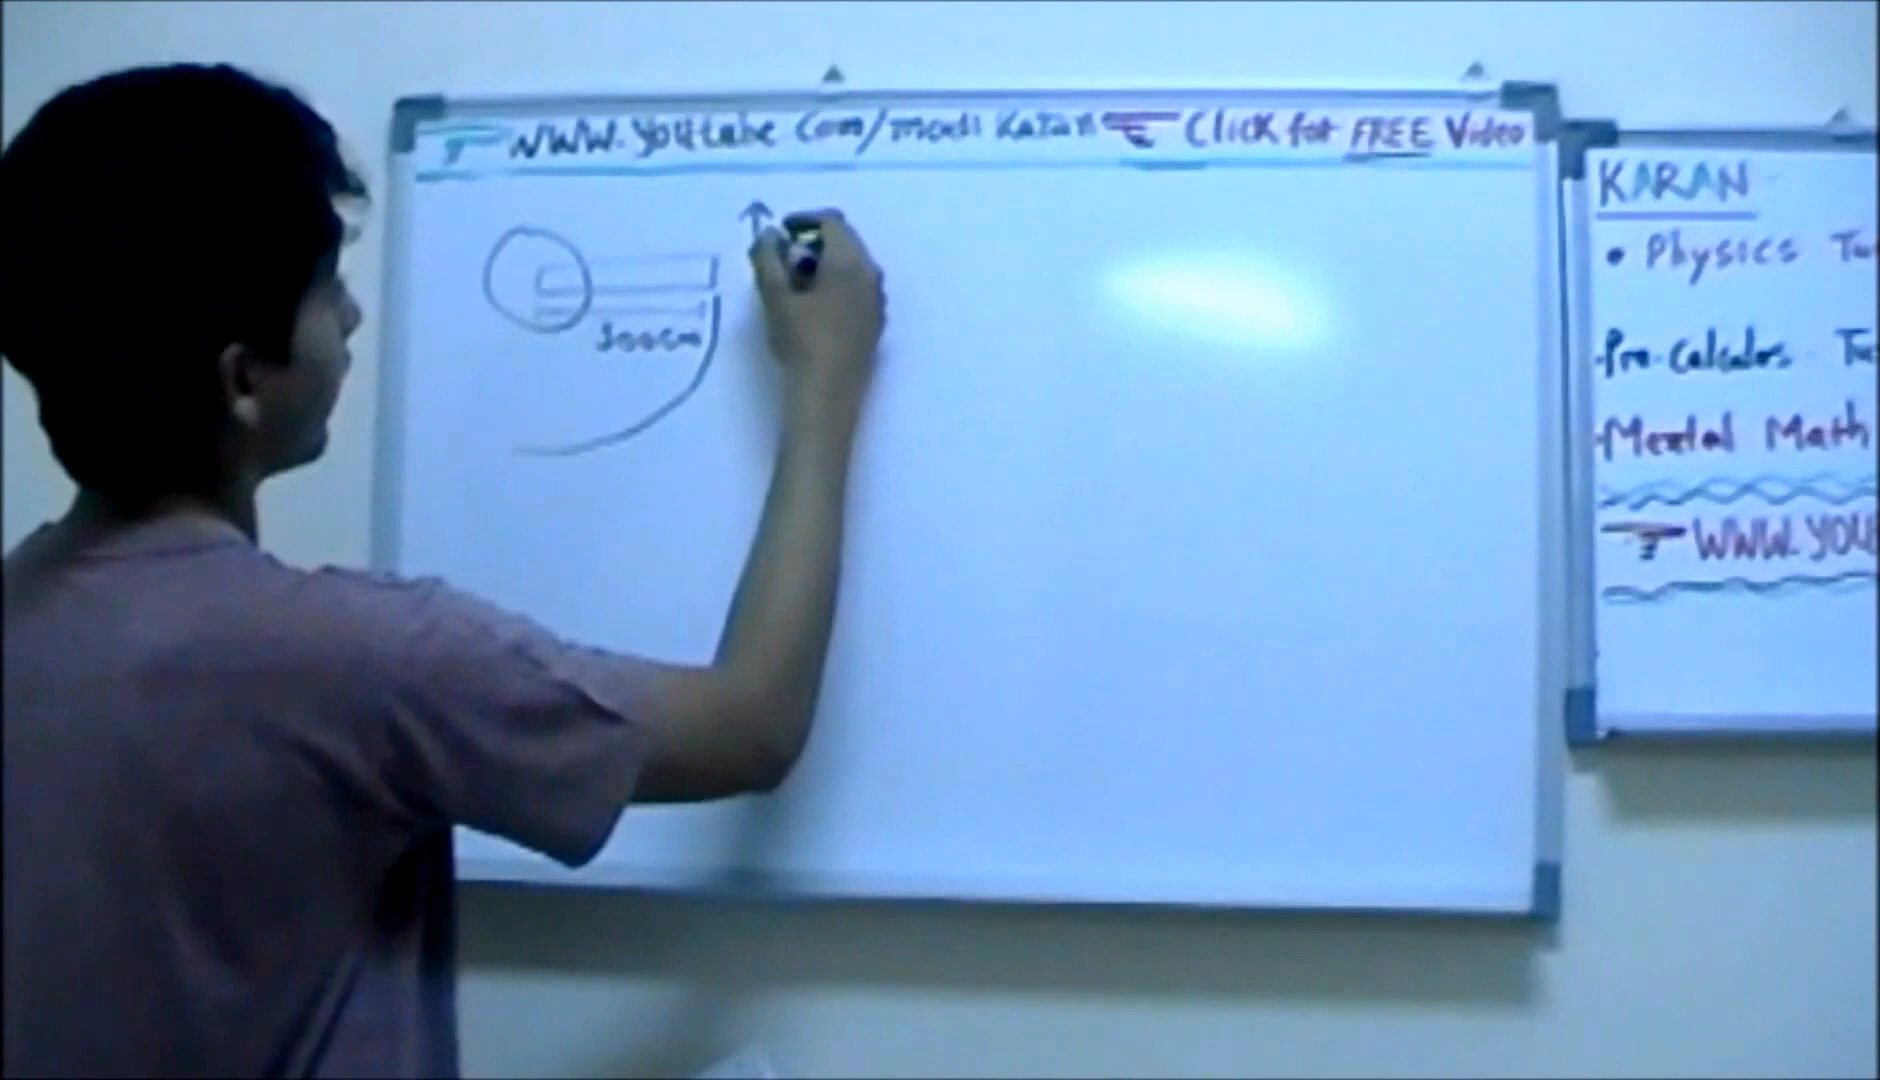 WWW.Youtube Com/modi Karan Click for FREE Video
300cm
KARAN
• Physics Tu
·Pre-Calculos Tu
·Mental Math
WWW.YOU